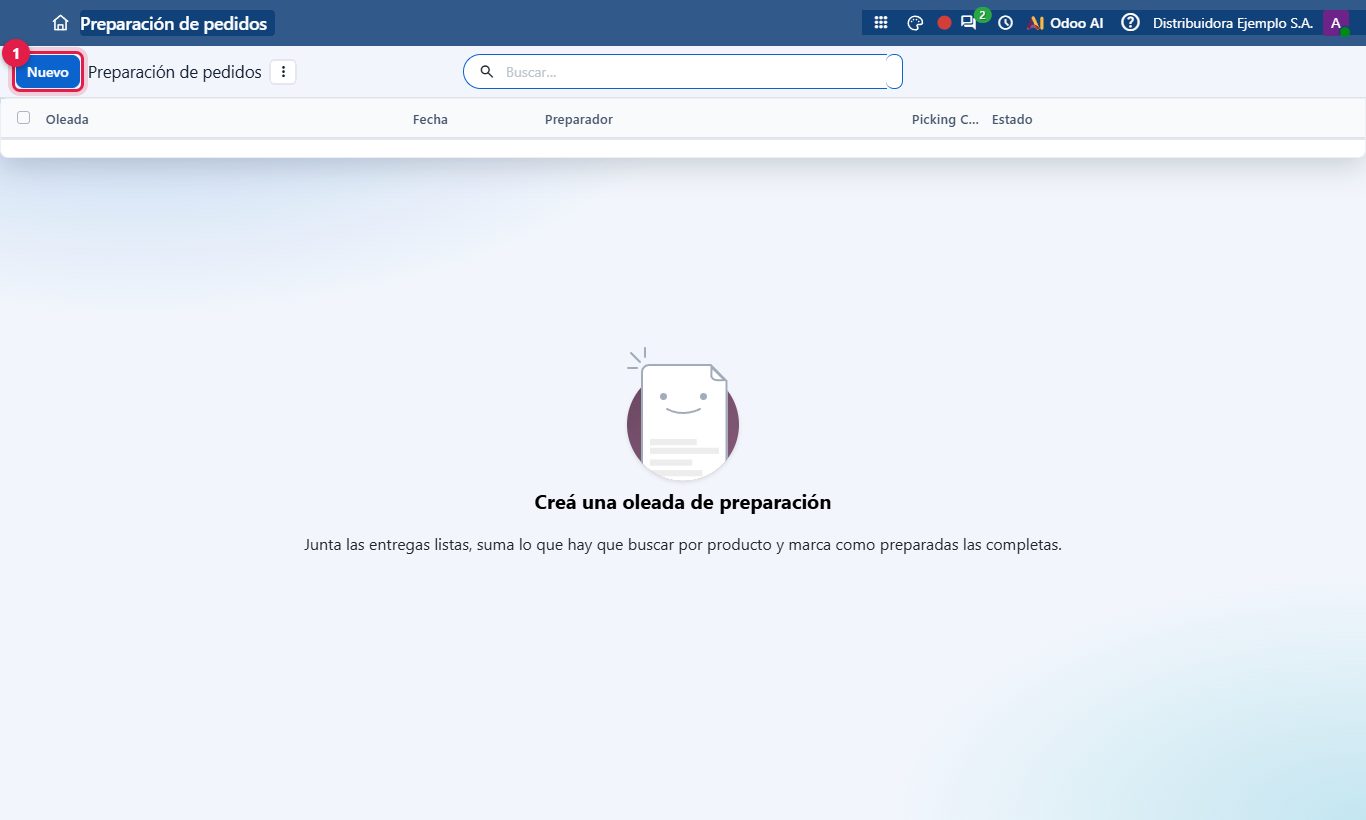 Preparación de pedidos
2
Odoo AI
Distribuidora Ejemplo S.A.
A
1
Nuevo
Preparación de pedidos
Buscar...
Oleada
Fecha
Preparador
Picking C...
Estado
Creá una oleada de preparación
Junta las entregas listas, suma lo que hay que buscar por producto y marca como preparadas las completas.